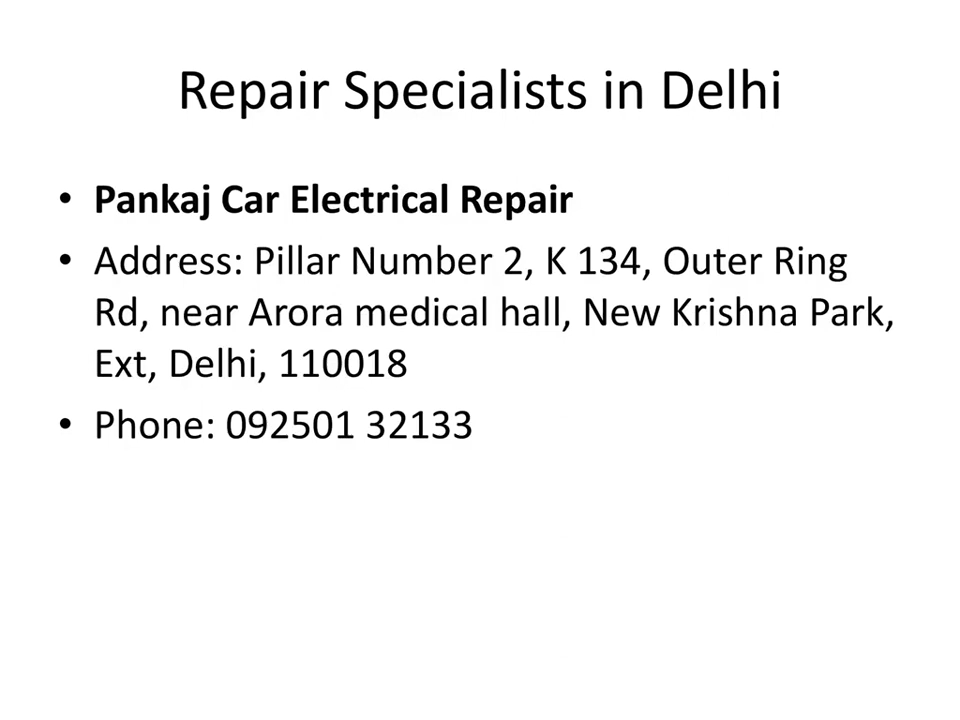 Repair Specialists in Delhi
• Pankaj Car Electrical Repair
• Address: Pillar Number 2, K 134, Outer Ring
Rd, near Arora medical hall, New Krishna Park,
Ext, Delhi, 110018
• Phone: 092501 32133